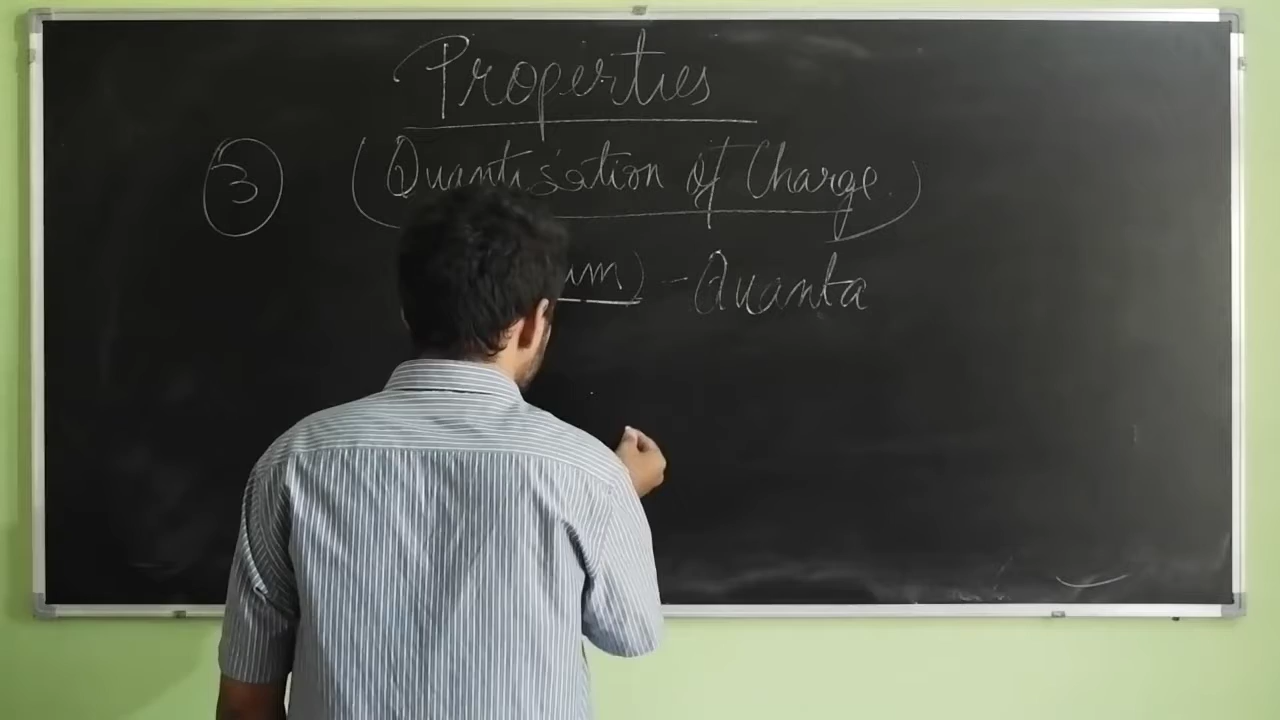 Properties
③ (Quantisation of Charge.)
um) - Quanta